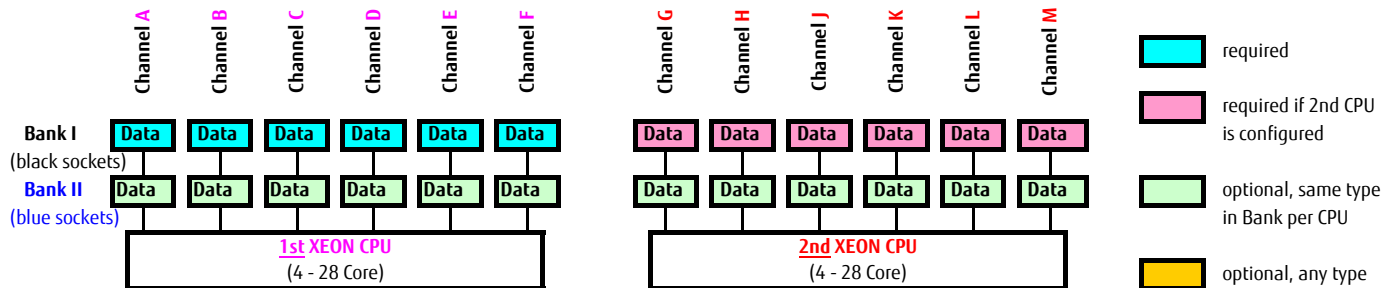 Channel A Channel B Channel C Channel D Channel E Channel F Channel G Channel H Channel J Channel K Channel L Channel M
required
required if 2nd CPU
is configured
Bank I Data Data Data Data Data Data Data Data Data Data Data Data
(black sockets)
Bank II Data Data Data Data Data Data Data Data Data Data Data Data
(blue sockets)
optional, same type
in Bank per CPU
1st XEON CPU 2nd XEON CPU
(4 - 28 Core) (4 - 28 Core)
optional, any type